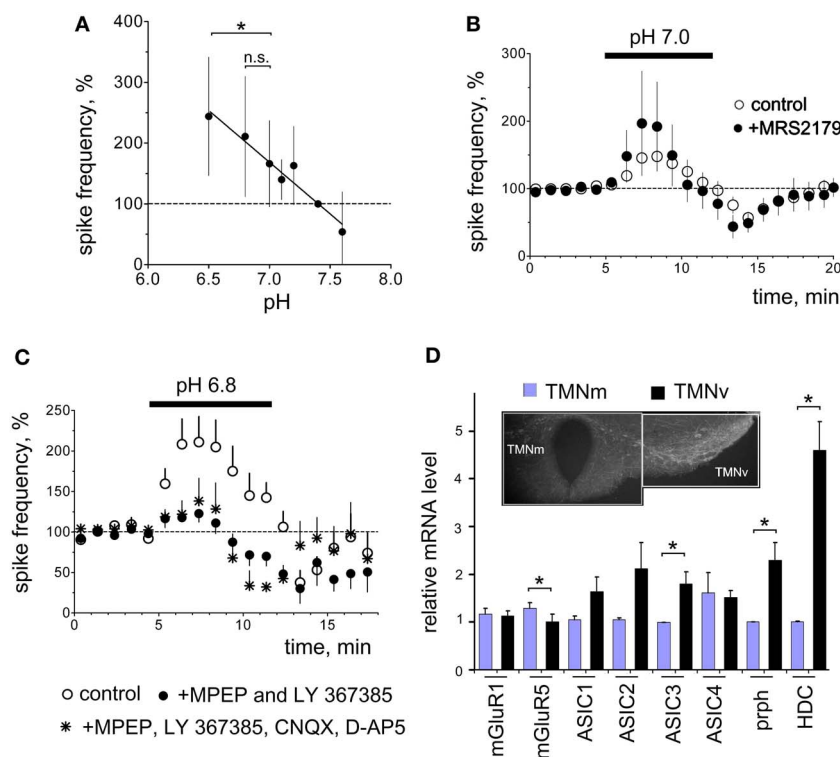 A
spike frequency, %
400
300
250
200
150
100
50
0
*
n.s.
6.0 6.5 7.0 7.5 8.0
pH
B
pH 7.0
spike frequency, %
300
200
100
0
control
+MRS2179
0 5 10 15 20
time, min
C
pH 6.8
spike frequency, %
250
200
150
100
50
0
0 5 10 15
time, min
control +MPEP and LY 367385
+MPEP, LY 367385, CNQX, D-AP5
D
TMNm TMNv
relative mRNA level
5
4
3
2
1
0
TMNm
TMNv
*
*
*
*
mGluR1
mGluR5
ASIC1
ASIC2
ASIC3
ASIC4
prph
HDC